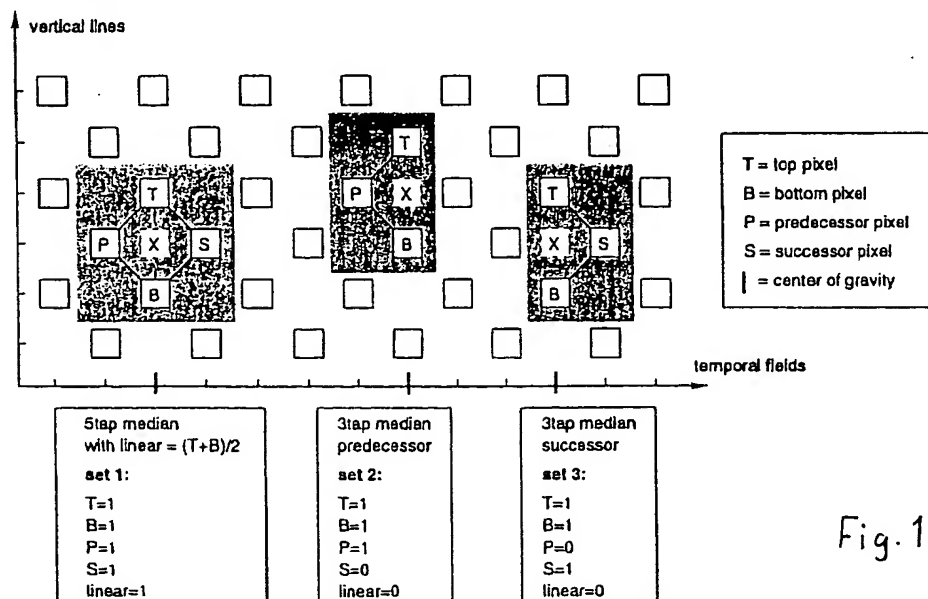 vertical lines
T
T
T
P
X
P
X
S
X
S
B
B
B
T = top pixel
B = bottom pixel
P = predecessor pixel
S = successor pixel
| = center of gravity
temporal fields
5tap median
with linear = (T+B)/2
set 1:
T=1
B=1
P=1
S=1
linear=1
3tap median
predecessor
set 2:
T=1
B=1
P=1
S=0
linear=0
3tap median
successor
set 3:
T=1
B=1
P=0
S=1
linear=0
Fig. 1